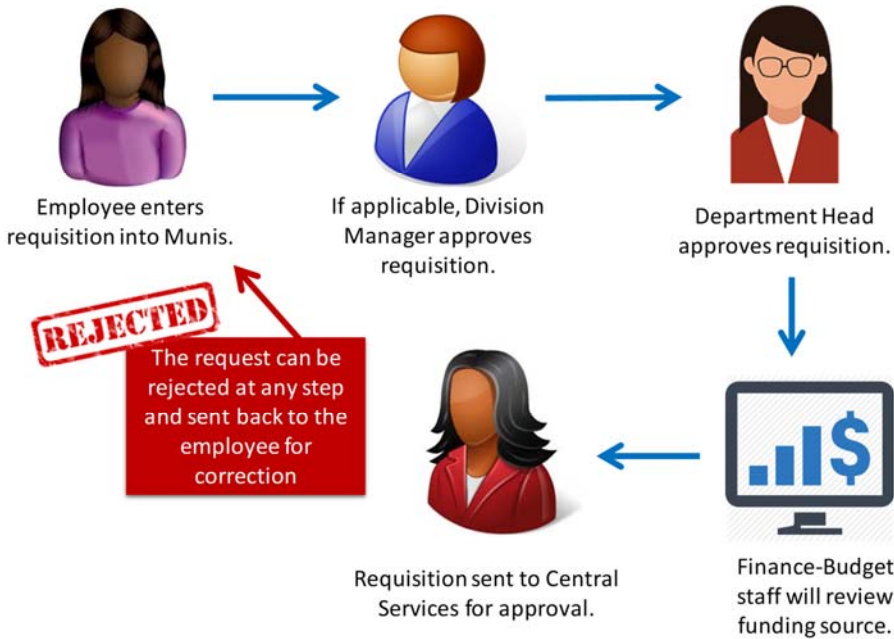 Employee enters
requisition into Munis.
If applicable, Division
Manager approves
requisition.
Department Head
approves requisition.
REJECTED
The request can be
rejected at any step
and sent back to the
employee for
correction
$
Finance-Budget
staff will review
funding source.
Requisition sent to Central
Services for approval.